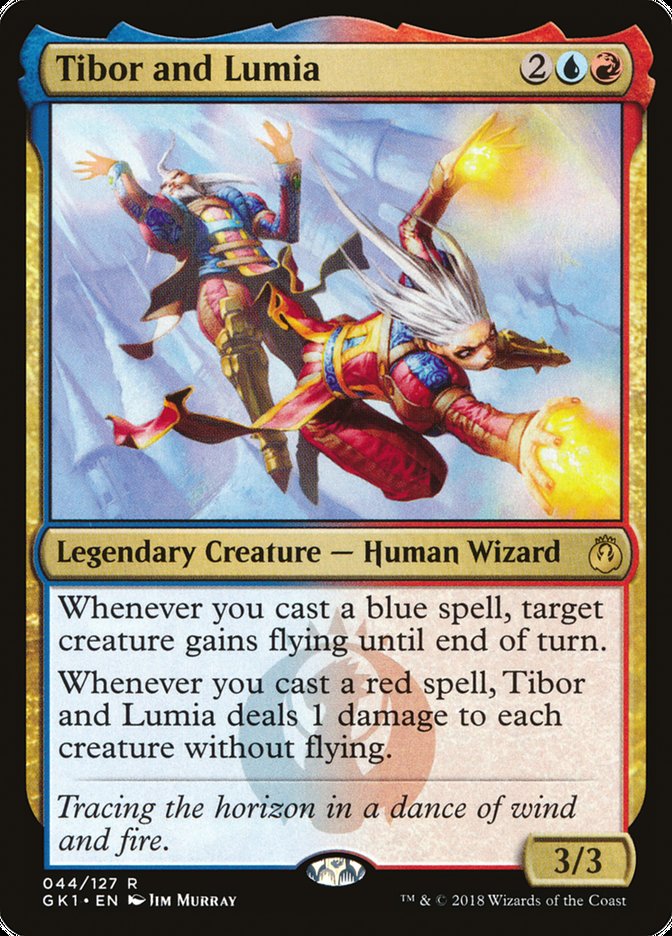 Tibor and Lumia 2
Legendary Creature — Human Wizard
Whenever you cast a blue spell, target
creature gains flying until end of turn.
Whenever you cast a red spell, Tibor
and Lumia deals 1 damage to each
creature without flying.
Tracing the horizon in a dance of wind
and fire.
3/3
044/127 R
GK1 • EN Jim Murray
™ & © 2018 Wizards of the Coast